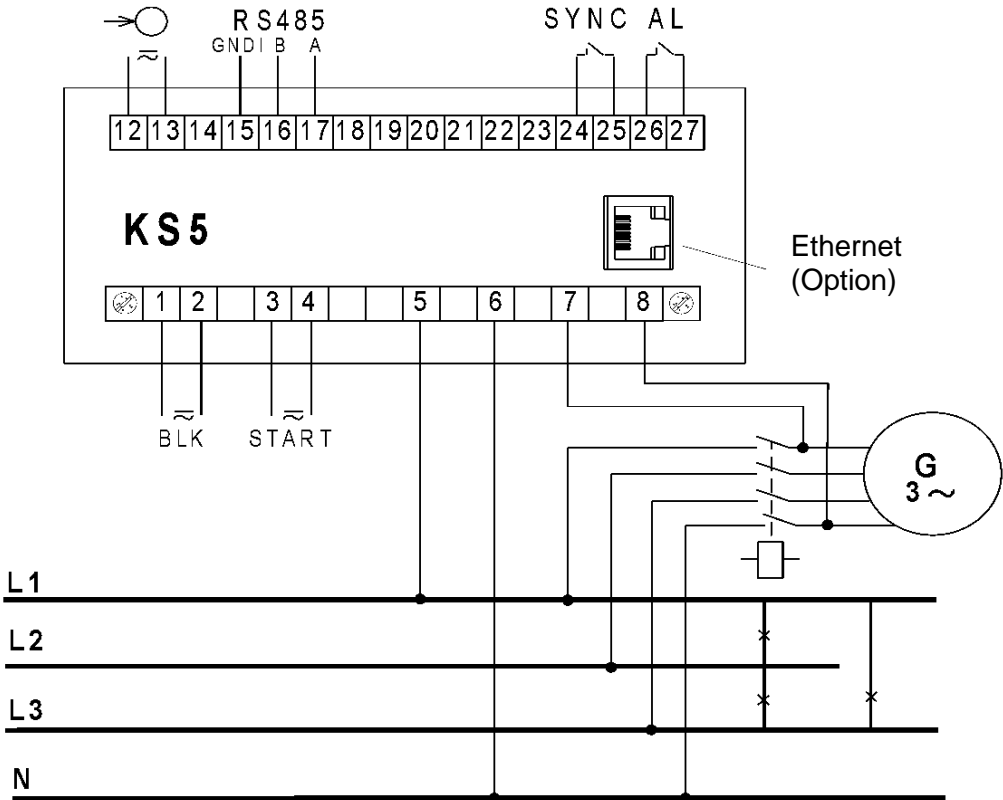 RS485
SYNC AL
GNDI B A
12 13 14 15 16 17 18 19 20 21 22 23 24 25 26 27
KS5
Ethernet
(Option)
1 2 3 4 5 6 7 8
BLK START
G
3 ~
L1
L2
L3
N